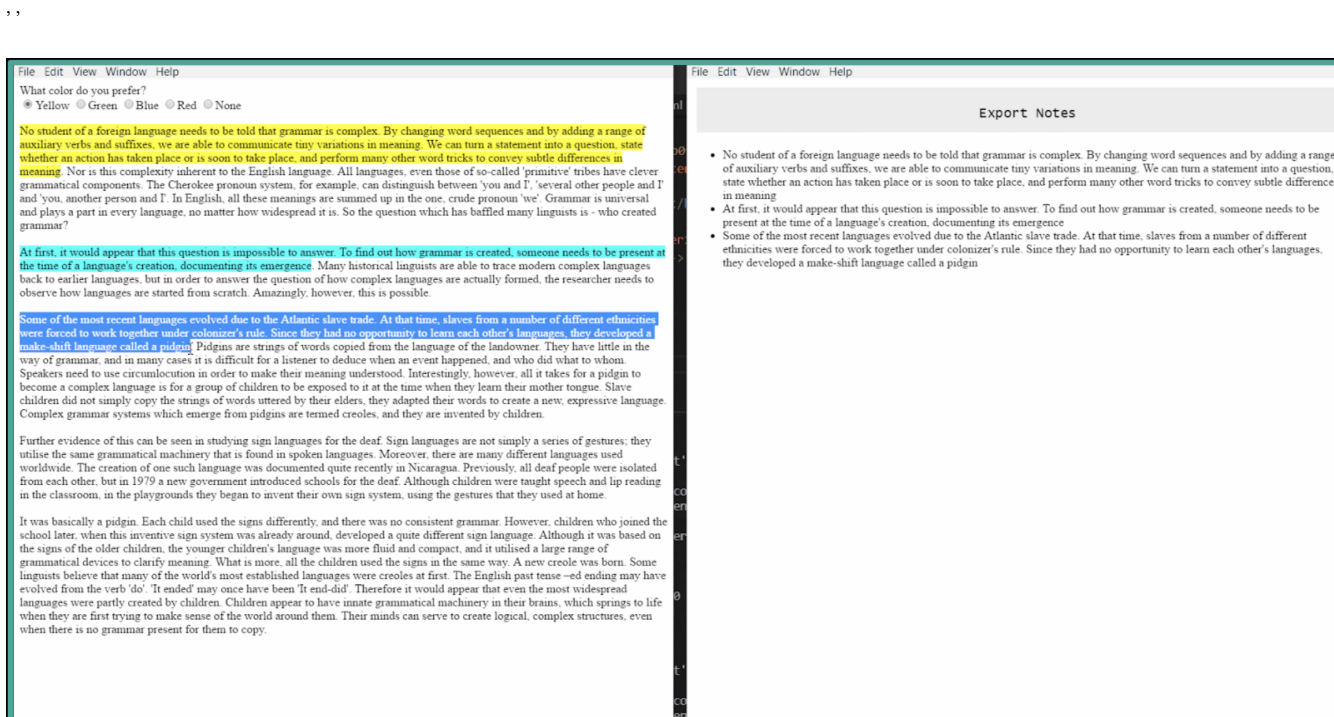 , ,
File Edit View Window Help
What color do you prefer?
Yellow Green Blue Red None
No student of a foreign language needs to be told that grammar is complex. By changing word sequences and by adding a range of
auxiliary verbs and suffixes, we are able to communicate tiny variations in meaning. We can turn a statement into a question, state
whether an action has taken place or is soon to take place, and perform many other word tricks to convey subtle differences in
meaning. Nor is this complexity inherent to the English language. All languages, even those of so-called 'primitive' tribes have clever
grammatical components. The Cherokee pronoun system, for example, can distinguish between 'you and I', 'several other people and I'
and 'you, another person and I'. In English, all these meanings are summed up in the one, crude pronoun 'we'. Grammar is universal
and plays a part in every language, no matter how widespread it is. So the question which has baffled many linguists is - who created
grammar?
At first, it would appear that this question is impossible to answer. To find out how grammar is created, someone needs to be present at
the time of a language's creation, documenting its emergence. Many historical linguists are able to trace modern complex languages
back to earlier languages, but in order to answer the question of how complex languages are actually formed, the researcher needs to
observe how languages are started from scratch. Amazingly, however, this is possible.
Some of the most recent languages evolved due to the Atlantic slave trade. At that time, slaves from a number of different ethnicities
were forced to work together under colonizer's rule. Since they had no opportunity to learn each other's languages, they developed a
make-shift language called a pidgin. Pidgins are strings of words copied from the language of the landowner. They have little in the
way of grammar, and in many cases it is difficult for a listener to deduce when an event happened, and who did what to whom.
Speakers need to use circumlocution in order to make their meaning understood. Interestingly, however, all it takes for a pidgin to
become a complex language is for a group of children to be exposed to it at the time when they learn their mother tongue. Slave
children did not simply copy the strings of words uttered by their elders, they adapted their words to create a new, expressive language.
Complex grammar systems which emerge from pidgins are termed creoles, and they are invented by children.
Further evidence of this can be seen in studying sign languages for the deaf. Sign languages are not simply a series of gestures; they
utilise the same grammatical machinery that is found in spoken languages. Moreover, there are many different languages used
worldwide. The creation of one such language was documented quite recently in Nicaragua. Previously, all deaf people were isolated
from each other, but in 1979 a new government introduced schools for the deaf. Although children were taught speech and lip reading
in the classroom, in the playgrounds they began to invent their own sign system, using the gestures that they used at home.
It was basically a pidgin. Each child used the signs differently, and there was no consistent grammar. However, children who joined the
school later, when this inventive sign system was already around, developed a quite different sign language. Although it was based on
the signs of the older children, the younger children's language was more fluid and compact, and it utilised a large range of
grammatical devices to clarify meaning. What is more, all the children used the signs in the same way. A new creole was born. Some
linguists believe that many of the world's most established languages were creoles at first. The English past tense –ed ending may have
evolved from the verb 'do'. 'It ended' may once have been 'It end-did'. Therefore it would appear that even the most widespread
languages were partly created by children. Children appear to have innate grammatical machinery in their brains, which springs to life
when they are first trying to make sense of the world around them. Their minds can serve to create logical, complex structures, even
when there is no grammar present for them to copy.
File Edit View Window Help
Export Notes
No student of a foreign language needs to be told that grammar is complex. By changing word sequences and by adding a range
of auxiliary verbs and suffixes, we are able to communicate tiny variations in meaning. We can turn a statement into a question,
state whether an action has taken place or is soon to take place, and perform many other word tricks to convey subtle differences
in meaning
At first, it would appear that this question is impossible to answer. To find out how grammar is created, someone needs to be
present at the time of a language's creation, documenting its emergence
Some of the most recent languages evolved due to the Atlantic slave trade. At that time, slaves from a number of different
ethnicities were forced to work together under colonizer's rule. Since they had no opportunity to learn each other's languages,
they developed a make-shift language called a pidgin